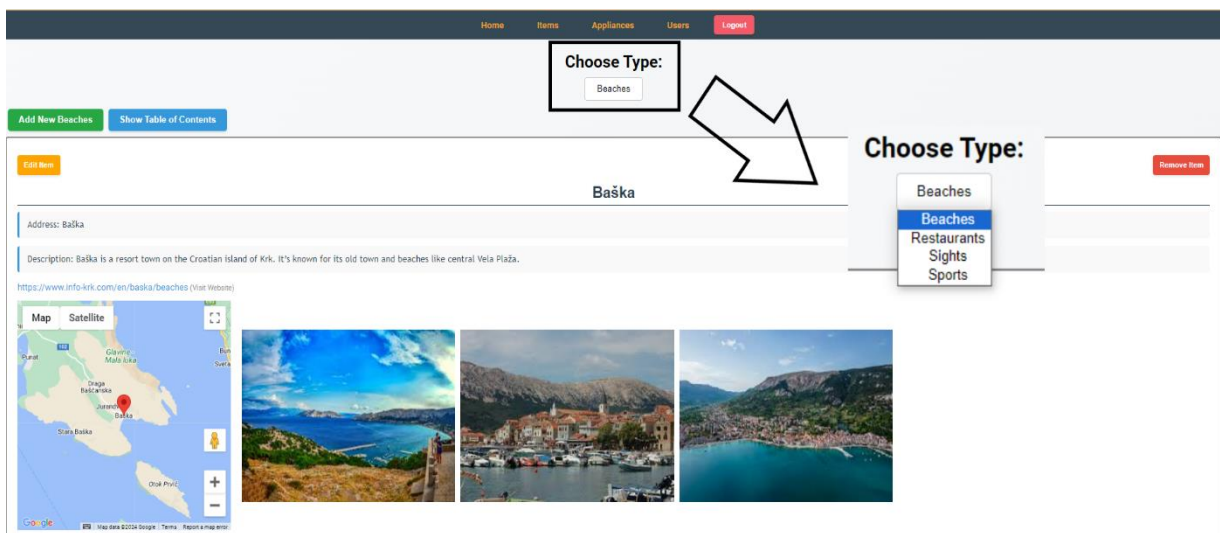 Home Items Appliances Users Logout
Choose Type:
Beaches
Add New Beaches Show Table of Contents
Choose Type:
Beaches
Beaches
Restaurants
Sights
Sports
Edit Item Remove Item
Baška
Address: Baška
Description: Baška is a resort town on the Croatian island of Krk. It's known for its old town and beaches like central Vela Plaža.
https://www.info-krk.com/en/baska/beaches (Visit Website)
Map Satellite
Punat
Glavine
Mala luka
Draga
Bašćanska
Baška
Stara Baška
Otok Prvić
Google
Map data ©2024 Google Terms Report a map error